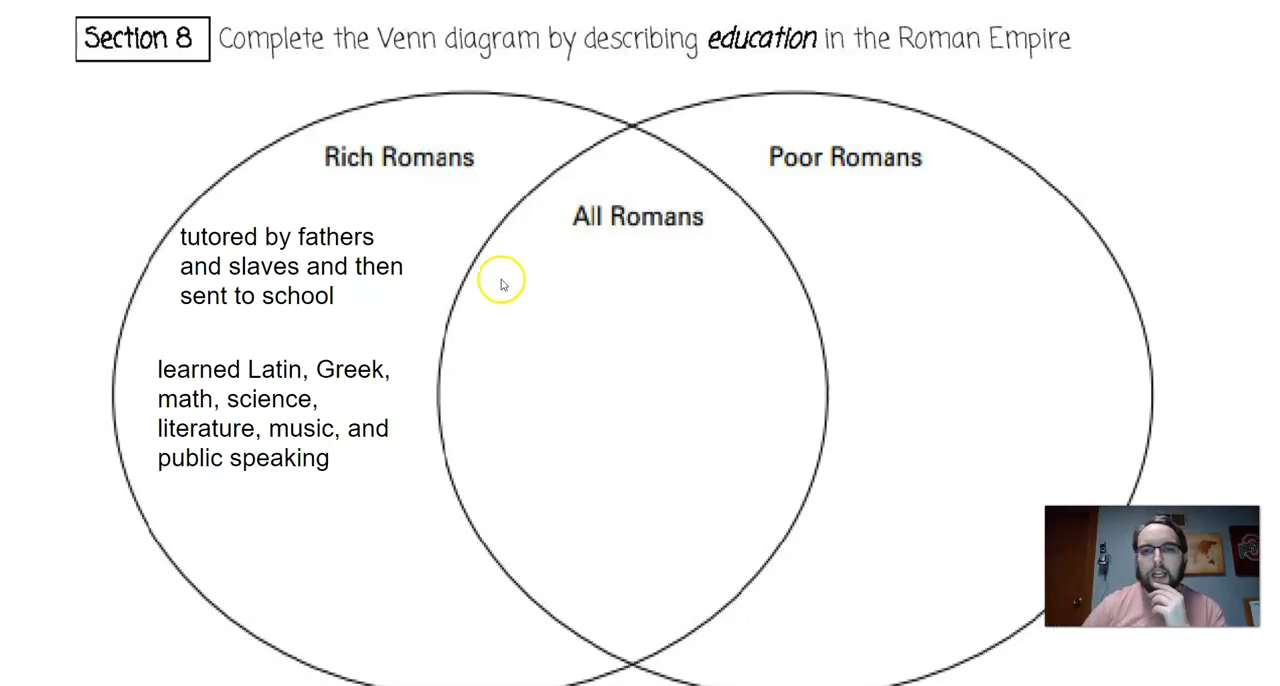 Section 8 Complete the Venn diagram by describing education in the Roman Empire
Rich Romans
Poor Romans
All Romans
tutored by fathers
and slaves and then
sent to school
learned Latin, Greek,
math, science,
literature, music, and
public speaking